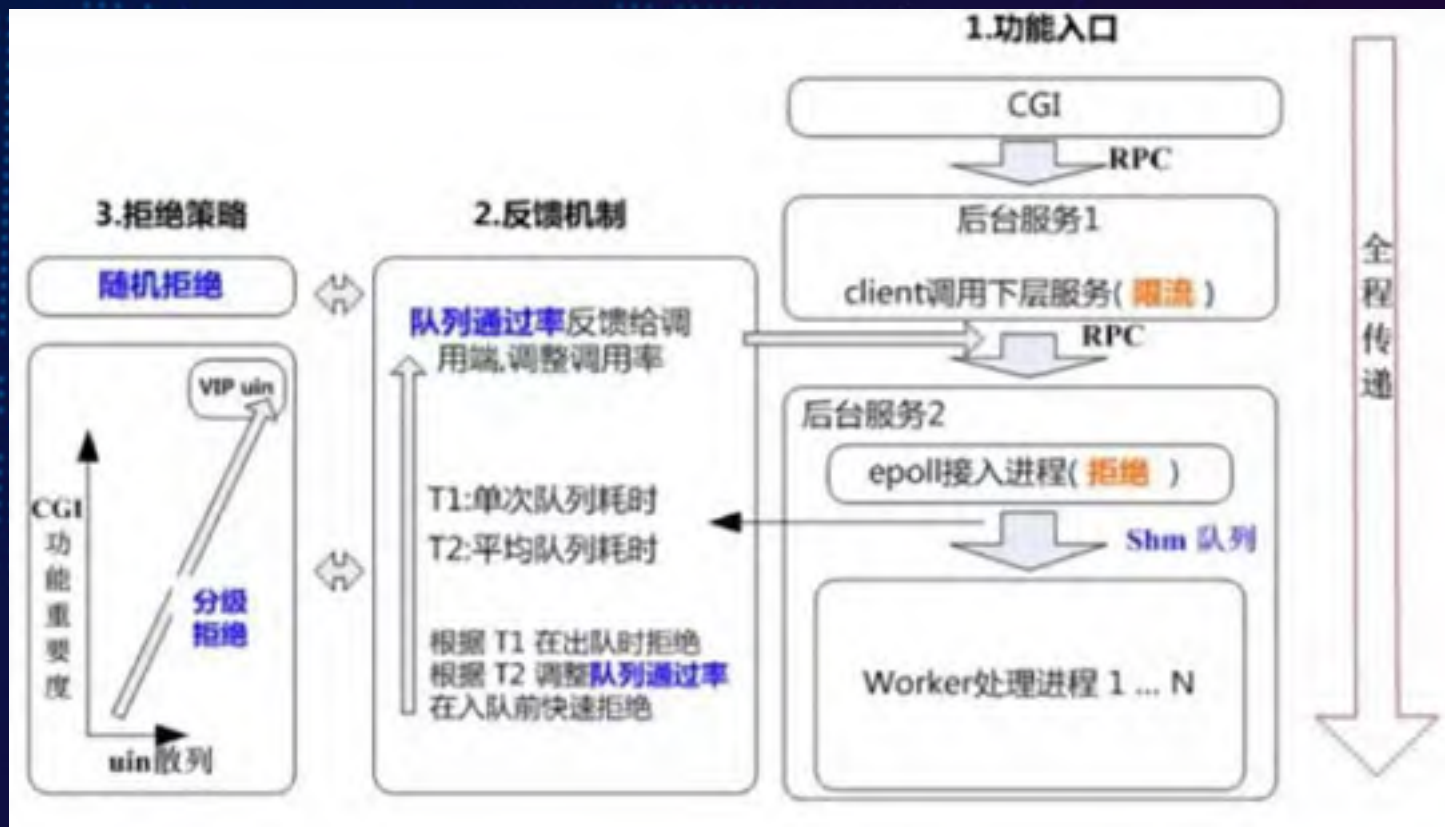 1.功能入口
CGI
RPC
后台服务1
client调用下层服务( 限流 )
RPC
后台服务2
epoll接入进程( 拒绝 )
Shm 队列
Worker处理进程 1 ... N
全程传递
2.反馈机制
队列通过率反馈给调
用端,调整调用率
T1:单次队列耗时
T2:平均队列耗时
根据 T1 在出队时拒绝
根据 T2 调整队列通过率
在入队前快速拒绝
3.拒绝策略
随机拒绝
VIP uin
CGI
功能重要度
分级
拒绝
uin散列